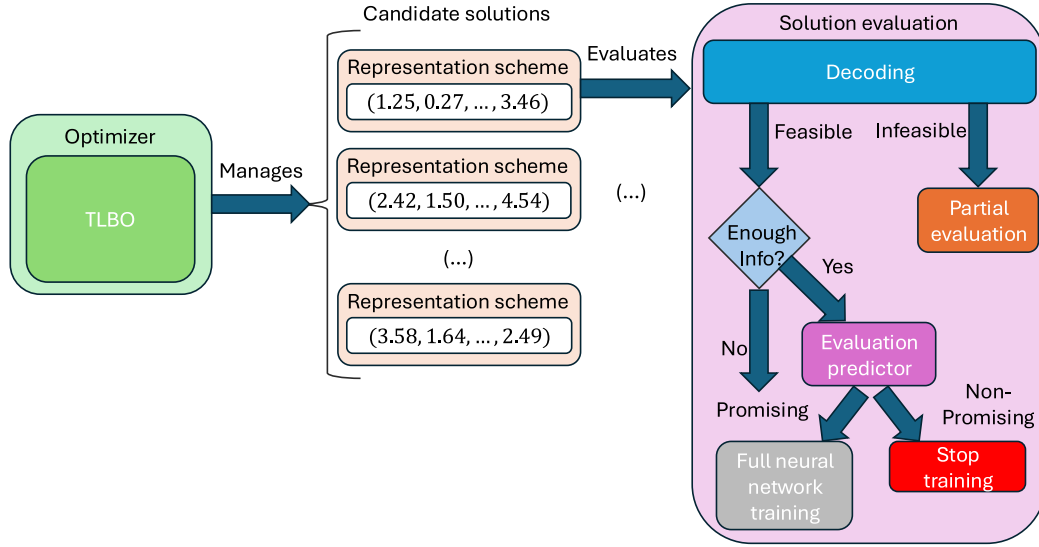 Candidate solutions
Solution evaluation
Optimizer
TLBO
Manages
Representation scheme
(1.25, 0.27, ... , 3.46)
Representation scheme
(2.42, 1.50, ... , 4.54)
(...)
Representation scheme
(3.58, 1.64, ... , 2.49)
Evaluates
(...)
Decoding
Feasible
Infeasible
Partial
evaluation
Enough
Info?
Yes
No
Evaluation
predictor
Promising
Non-
Promising
Full neural
network
training
Stop
training